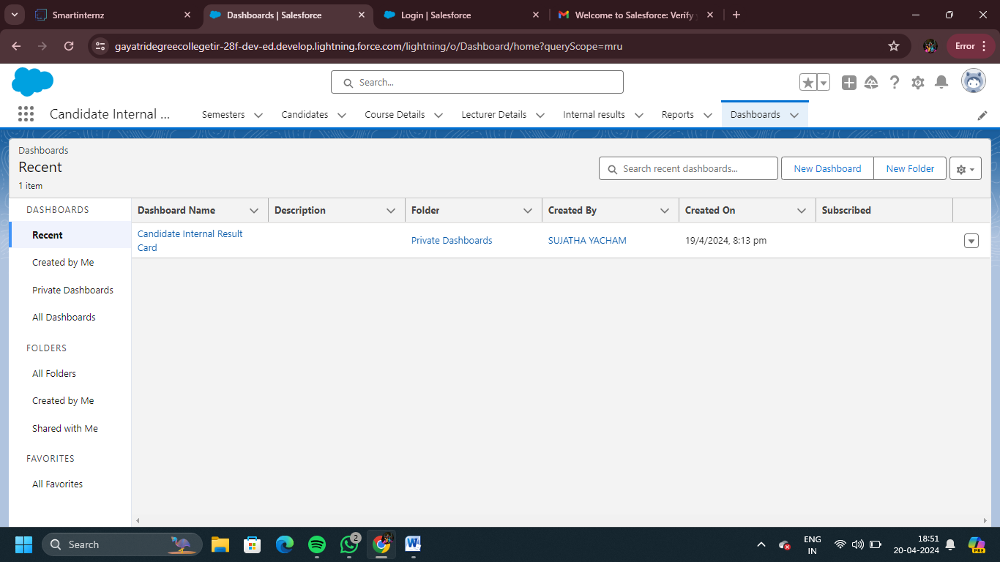 Smartinternz
Dashboards | Salesforce
Login | Salesforce
Welcome to Salesforce: Verify
gayatridegreecollegetir-28f-dev-ed.develop.lightning.force.com/lightning/o/Dashboard/home?queryScope=mru
Error
Search...
Candidate Internal ...
Semesters
Candidates
Course Details
Lecturer Details
Internal results
Reports
Dashboards
Dashboards
Recent
1 item
Search recent dashboards...
New Dashboard
New Folder
DASHBOARDS
Recent
Created by Me
Private Dashboards
All Dashboards
FOLDERS
All Folders
Created by Me
Shared with Me
FAVORITES
All Favorites
Dashboard Name
Description
Folder
Created By
Created On
Subscribed
Candidate Internal Result
Card
Private Dashboards
SUJATHA YACHAM
19/4/2024, 8:13 pm
Search
2
ENG
IN
18:51
20-04-2024
PRE